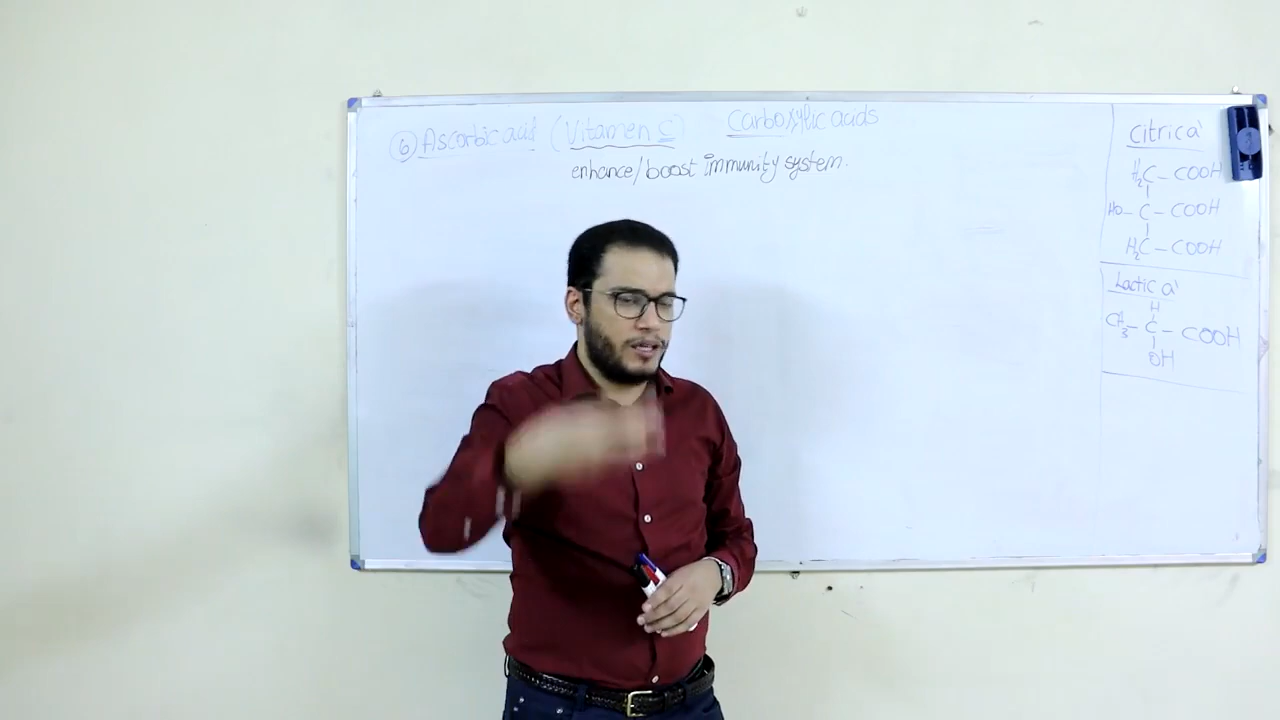 ⑥ Ascorbic acid (Vitamen C) Carboxylic acids
enhance/boost immunity system.
Citric a'
H₂C - COOH
HO - C - COOH
H₂C - COOH
Lactic a'
H
CH₃ - C - COOH
OH